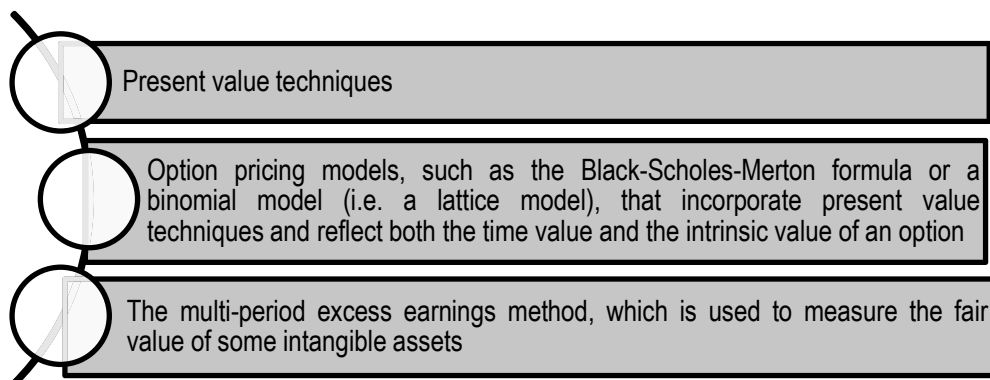 Present value techniques
Option pricing models, such as the Black-Scholes-Merton formula or a
binomial model (i.e. a lattice model), that incorporate present value
techniques and reflect both the time value and the intrinsic value of an option
The multi-period excess earnings method, which is used to measure the fair
value of some intangible assets